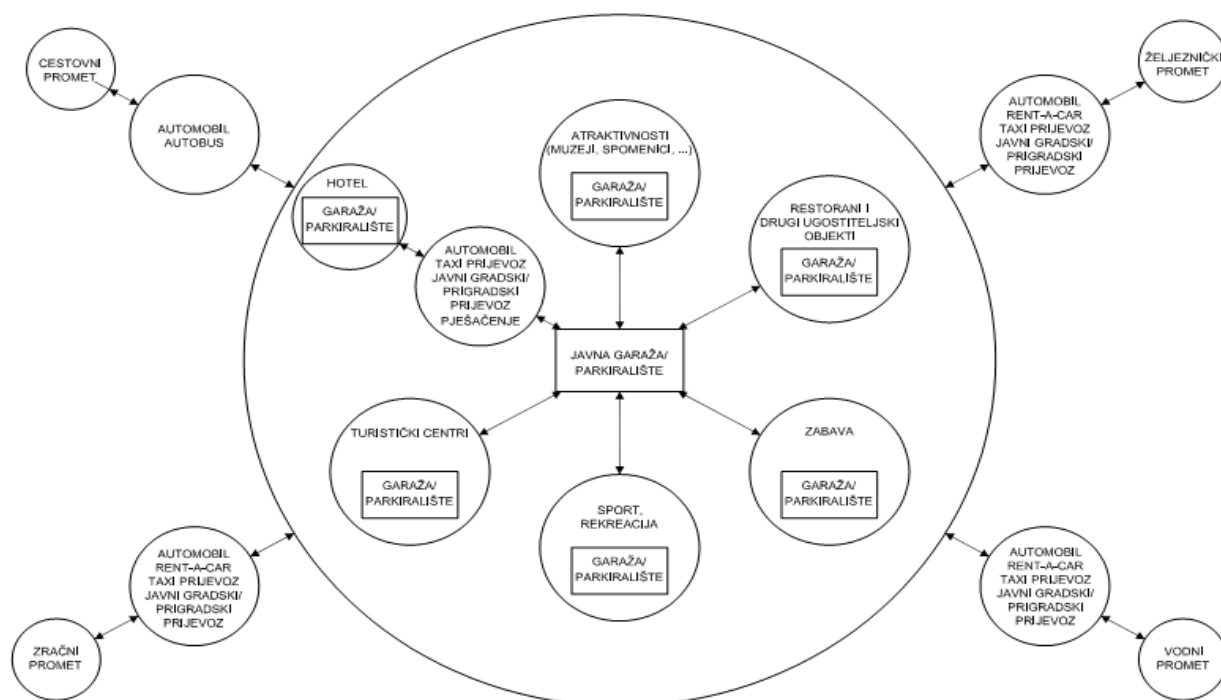 CESTOVNI
PROMET
AUTOMOBIL
AUTOBUS
ŽELJEZNIČKI
PROMET
AUTOMOBIL
RENT-A-CAR
TAXI PRIJEVOZ
JAVNI GRADSKI/
PRIGRADSKI
PRIJEVOZ
ATRAKTIVNOSTI
(MUZEJI, SPOMENICI, ...)
GARAŽA/
PARKIRALIŠTE
HOTEL
GARAŽA/
PARKIRALIŠTE
RESTORANI I
DRUGI UGOSTITELJSKI
OBJEKTI
GARAŽA/
PARKIRALIŠTE
AUTOMOBIL
TAXI PRIJEVOZ
JAVNI GRADSKI/
PRIGRADSKI
PRIJEVOZ
PJEŠAČENJE
JAVNA GARAŽA/
PARKIRALIŠTE
TURISTIČKI CENTRI
GARAŽA/
PARKIRALIŠTE
ZABAVA
GARAŽA/
PARKIRALIŠTE
SPORT,
REKREACIJA
GARAŽA/
PARKIRALIŠTE
AUTOMOBIL
RENT-A-CAR
TAXI PRIJEVOZ
JAVNI GRADSKI/
PRIGRADSKI
PRIJEVOZ
ZRAČNI
PROMET
AUTOMOBIL
RENT-A-CAR
TAXI PRIJEVOZ
JAVNI GRADSKI/
PRIGRADSKI
PRIJEVOZ
VODNI
PROMET